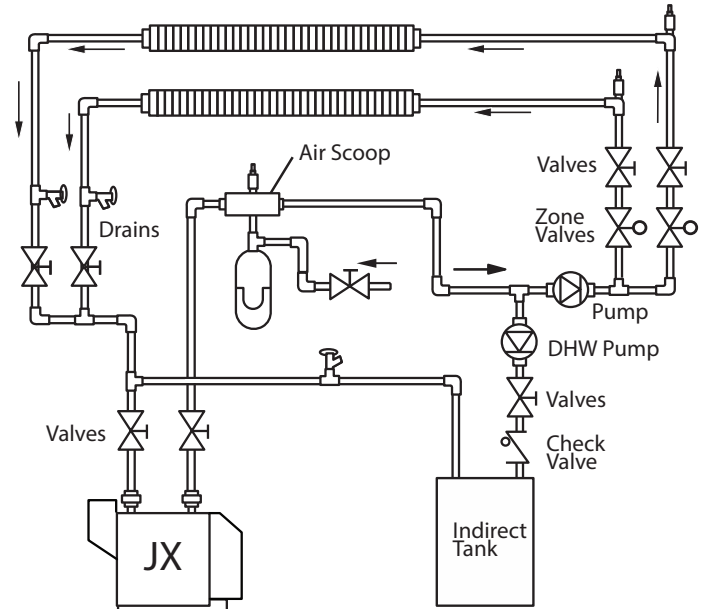 Air Scoop
Valves
Drains
Zone
Valves
Pump
DHW Pump
Valves
Valves
Check
Valve
JX
Indirect
Tank